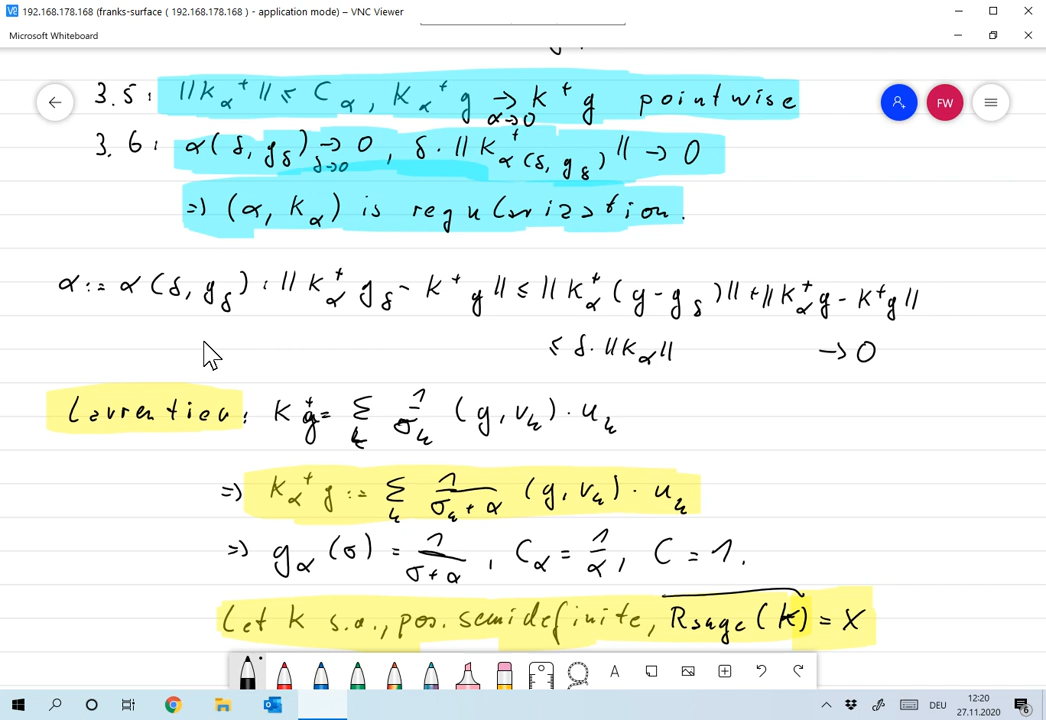 192.168.178.168 (franks-surface ( 192.168.178.168 ) - application mode) – VNC Viewer
Microsoft Whiteboard
3.5: ||K_α^+|| ≤ C_α, K_α^+ g →_{α→0} K^+ g pointwise
FW
3.6: α(δ, g_δ) →_{δ→0} 0, δ·||K^+_{α(δ, g_δ)}|| → 0
=> (α, K_α) is regularization.
α := α(δ, g_δ) : ||K_α^+ g_δ - K^+ g|| ≤ ||K_α^+ (g - g_δ)|| + ||K_α^+ g - K^+ g||
≤ δ·||K_α|| → 0
Lavrentiev: K^+ g = Σ_k 1/σ_k (g, v_k) · u_k
=> K_α^+ g := Σ_k 1/(σ_k + α) (g, v_k) · u_k
=> g_α(σ) = 1/(σ + α), C_α = 1/α, C = 1.
Let K s.a., pos. semidefinite, \overline{Range(K)} = X
A
DEU
12:20
27.11.2020
6